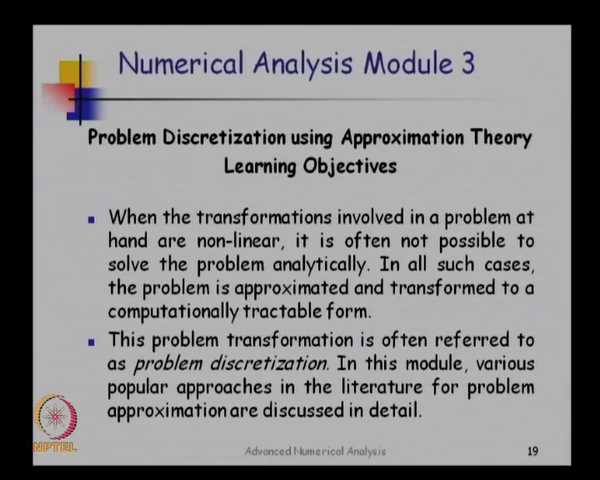 Numerical Analysis Module 3
Problem Discretization using Approximation Theory
Learning Objectives
When the transformations involved in a problem at
hand are non-linear, it is often not possible to
solve the problem analytically. In all such cases,
the problem is approximated and transformed to a
computationally tractable form.
This problem transformation is often referred to
as problem discretization. In this module, various
popular approaches in the literature for problem
approximation are discussed in detail.
NPTEL
Advanced Numerical Analysis
19